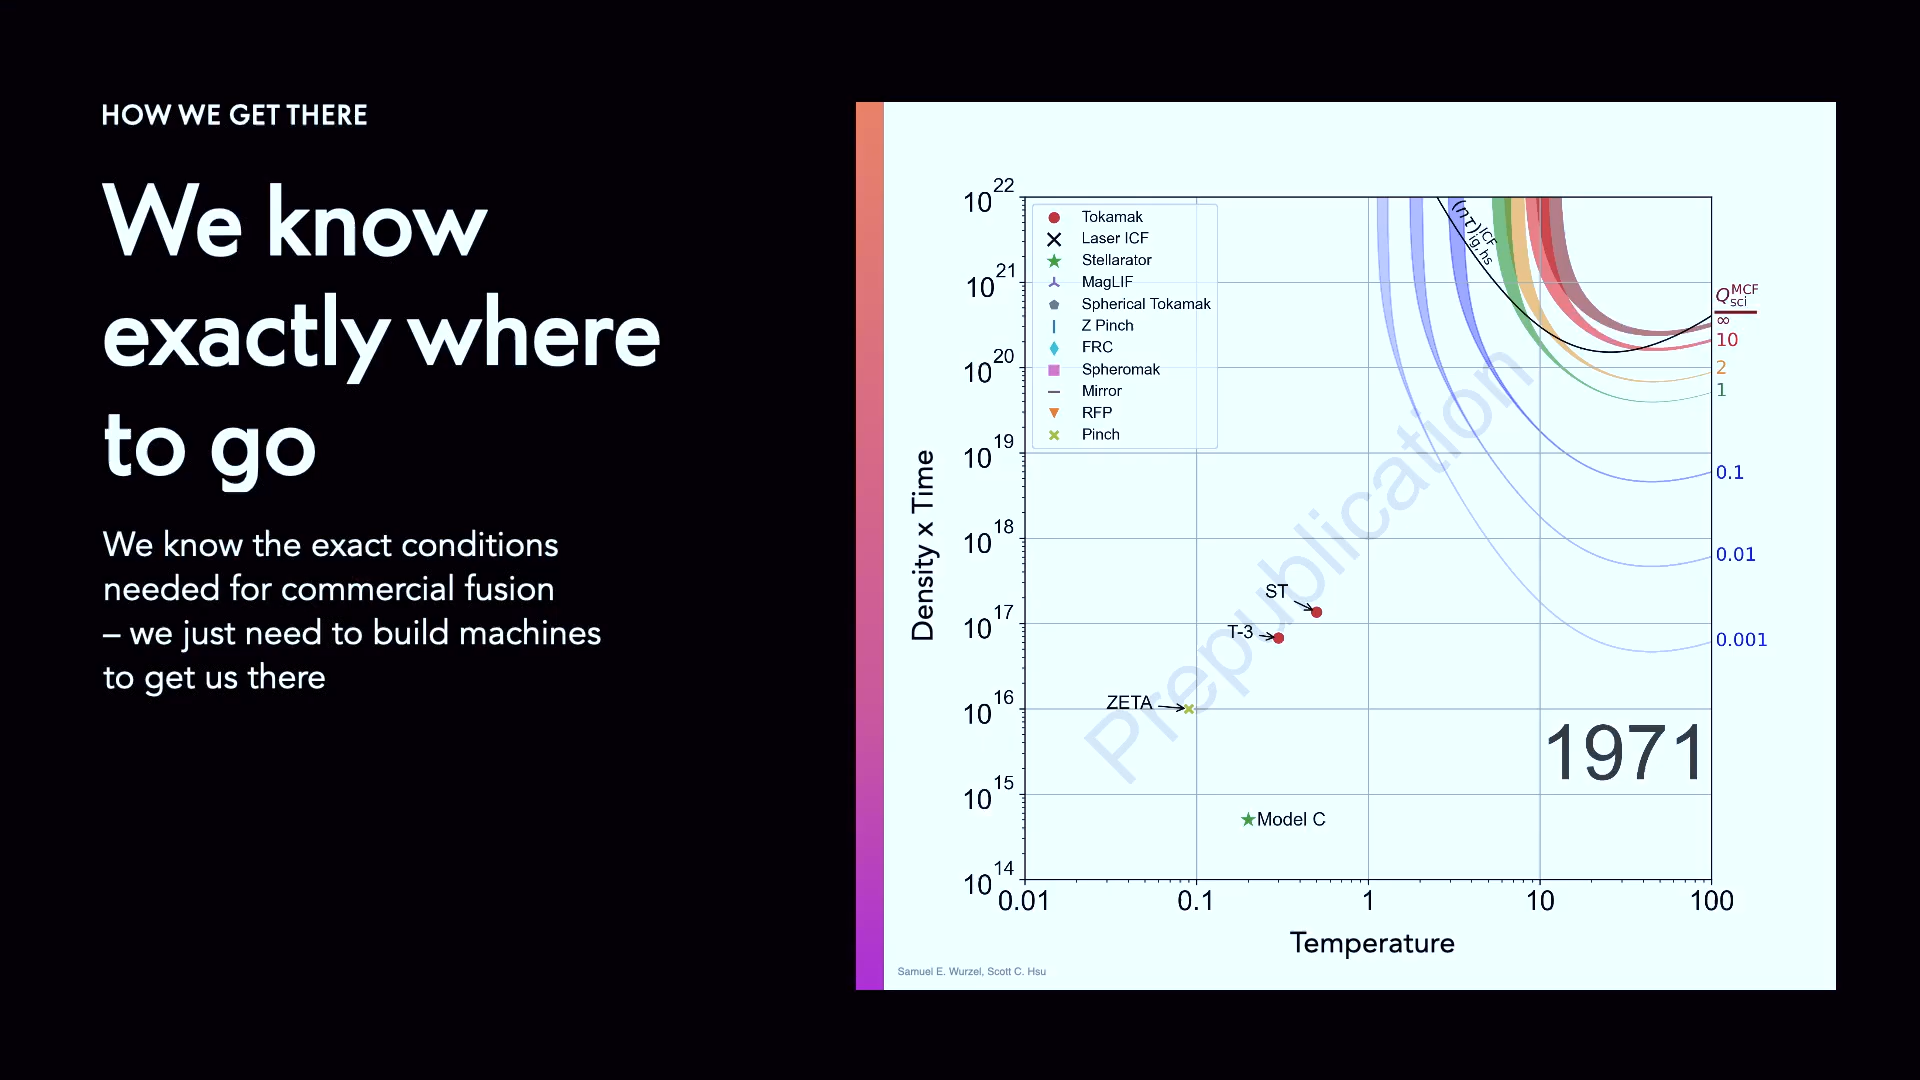 HOW WE GET THERE
We know
exactly where
to go
We know the exact conditions
needed for commercial fusion
– we just need to build machines
to get us there
Tokamak
Laser ICF
Stellarator
MagLIF
Spherical Tokamak
Z Pinch
FRC
Spheromak
Mirror
RFP
Pinch
10^22
10^21
10^20
10^19
10^18
10^17
10^16
10^15
10^14
Density x Time
(nτ)^ICF_ig,hs
Q^MCF_sci
∞
10
2
1
0.1
0.01
0.001
Prepublication
ST
T-3
ZETA
Model C
1971
0.01
0.1
1
10
100
Temperature
Samuel E. Wurzel, Scott C. Hsu